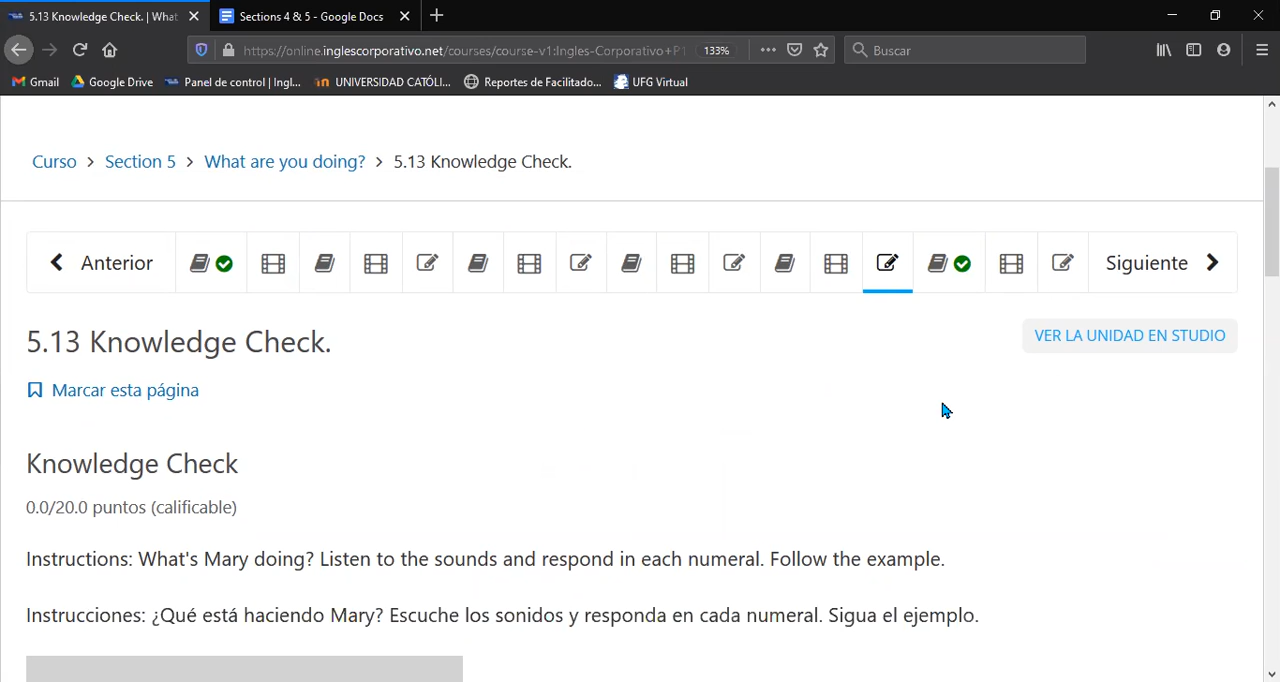 5.13 Knowledge Check. | What
Sections 4 & 5 - Google Docs
https://online.inglescorporativo.net/courses/course-v1:Ingles-Corporativo+P1
133%
Buscar
Gmail
Google Drive
Panel de control | Ingl...
UNIVERSIDAD CATÓLI...
Reportes de Facilitado...
UFG Virtual
Curso > Section 5 > What are you doing? > 5.13 Knowledge Check.
Anterior
Siguiente
5.13 Knowledge Check.
VER LA UNIDAD EN STUDIO
Marcar esta página
Knowledge Check
0.0/20.0 puntos (calificable)
Instructions: What's Mary doing? Listen to the sounds and respond in each numeral. Follow the example.
Instrucciones: ¿Qué está haciendo Mary? Escuche los sonidos y responda en cada numeral. Sigua el ejemplo.